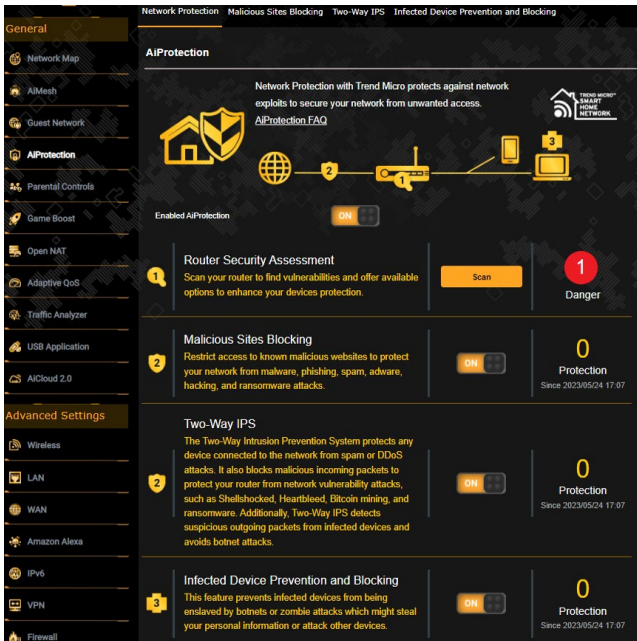 Network Protection Malicious Sites Blocking Two-Way IPS Infected Device Prevention and Blocking
General
Network Map
AiMesh
Guest Network
AiProtection
Parental Controls
Game Boost
Open NAT
Adaptive QoS
Traffic Analyzer
USB Application
AiCloud 2.0
Advanced Settings
Wireless
LAN
WAN
Amazon Alexa
IPv6
VPN
Firewall
AiProtection
Network Protection with Trend Micro protects against network
exploits to secure your network from unwanted access.
AiProtection FAQ
TREND MICRO™
SMART
HOME
NETWORK
2
1
3
Enabled AiProtection
ON
1
Router Security Assessment
Scan your router to find vulnerabilities and offer available
options to enhance your devices protection.
Scan
1
Danger
2
Malicious Sites Blocking
Restrict access to known malicious websites to protect
your network from malware, phishing, spam, adware,
hacking, and ransomware attacks.
ON
0
Protection
Since 2023/05/24 17:07
2
Two-Way IPS
The Two-Way Intrusion Prevention System protects any
device connected to the network from spam or DDoS
attacks. It also blocks malicious incoming packets to
protect your router from network vulnerability attacks,
such as Shellshocked, Heartbleed, Bitcoin mining, and
ransomware. Additionally, Two-Way IPS detects
suspicious outgoing packets from infected devices and
avoids botnet attacks.
ON
0
Protection
Since 2023/05/24 17:07
3
Infected Device Prevention and Blocking
This feature prevents infected devices from being
enslaved by botnets or zombie attacks which might steal
your personal information or attack other devices.
ON
0
Protection
Since 2023/05/24 17:07